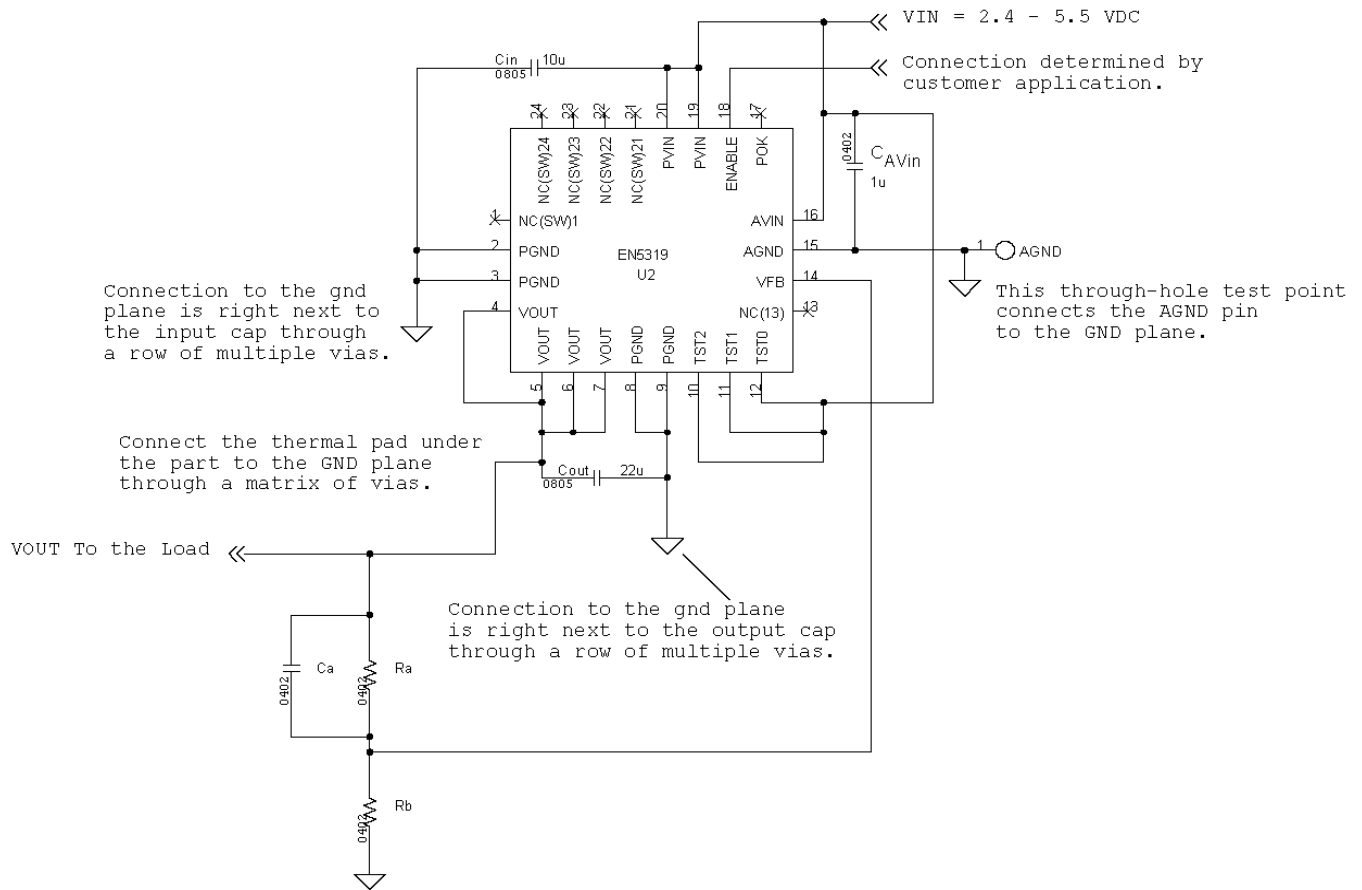 VIN = 2.4 - 5.5 VDC
Cin 10u
0805
Connection determined by
customer application.
24 23 22 21 20 19 18 17
NC(SW)24
NC(SW)23
NC(SW)22
NC(SW)21
PVIN
PVIN
ENABLE
POK
0402
CAVin
1u
1 NC(SW)1
AVIN 16
2 PGND
AGND 15
1 AGND
EN5319
U2
3 PGND
VFB 14
4 VOUT
NC(13) 13
Connection to the gnd
plane is right next to
the input cap through
a row of multiple vias.
This through-hole test point
connects the AGND pin
to the GND plane.
VOUT
VOUT
VOUT
PGND
PGND
TST2
TST1
TST0
5 6 7 8 9 10 11 12
Connect the thermal pad under
the part to the GND plane
through a matrix of vias.
Cout 22u
0805
VOUT To the Load
Connection to the gnd plane
is right next to the output cap
through a row of multiple vias.
Ca
0402
Ra
0402
Rb
0402